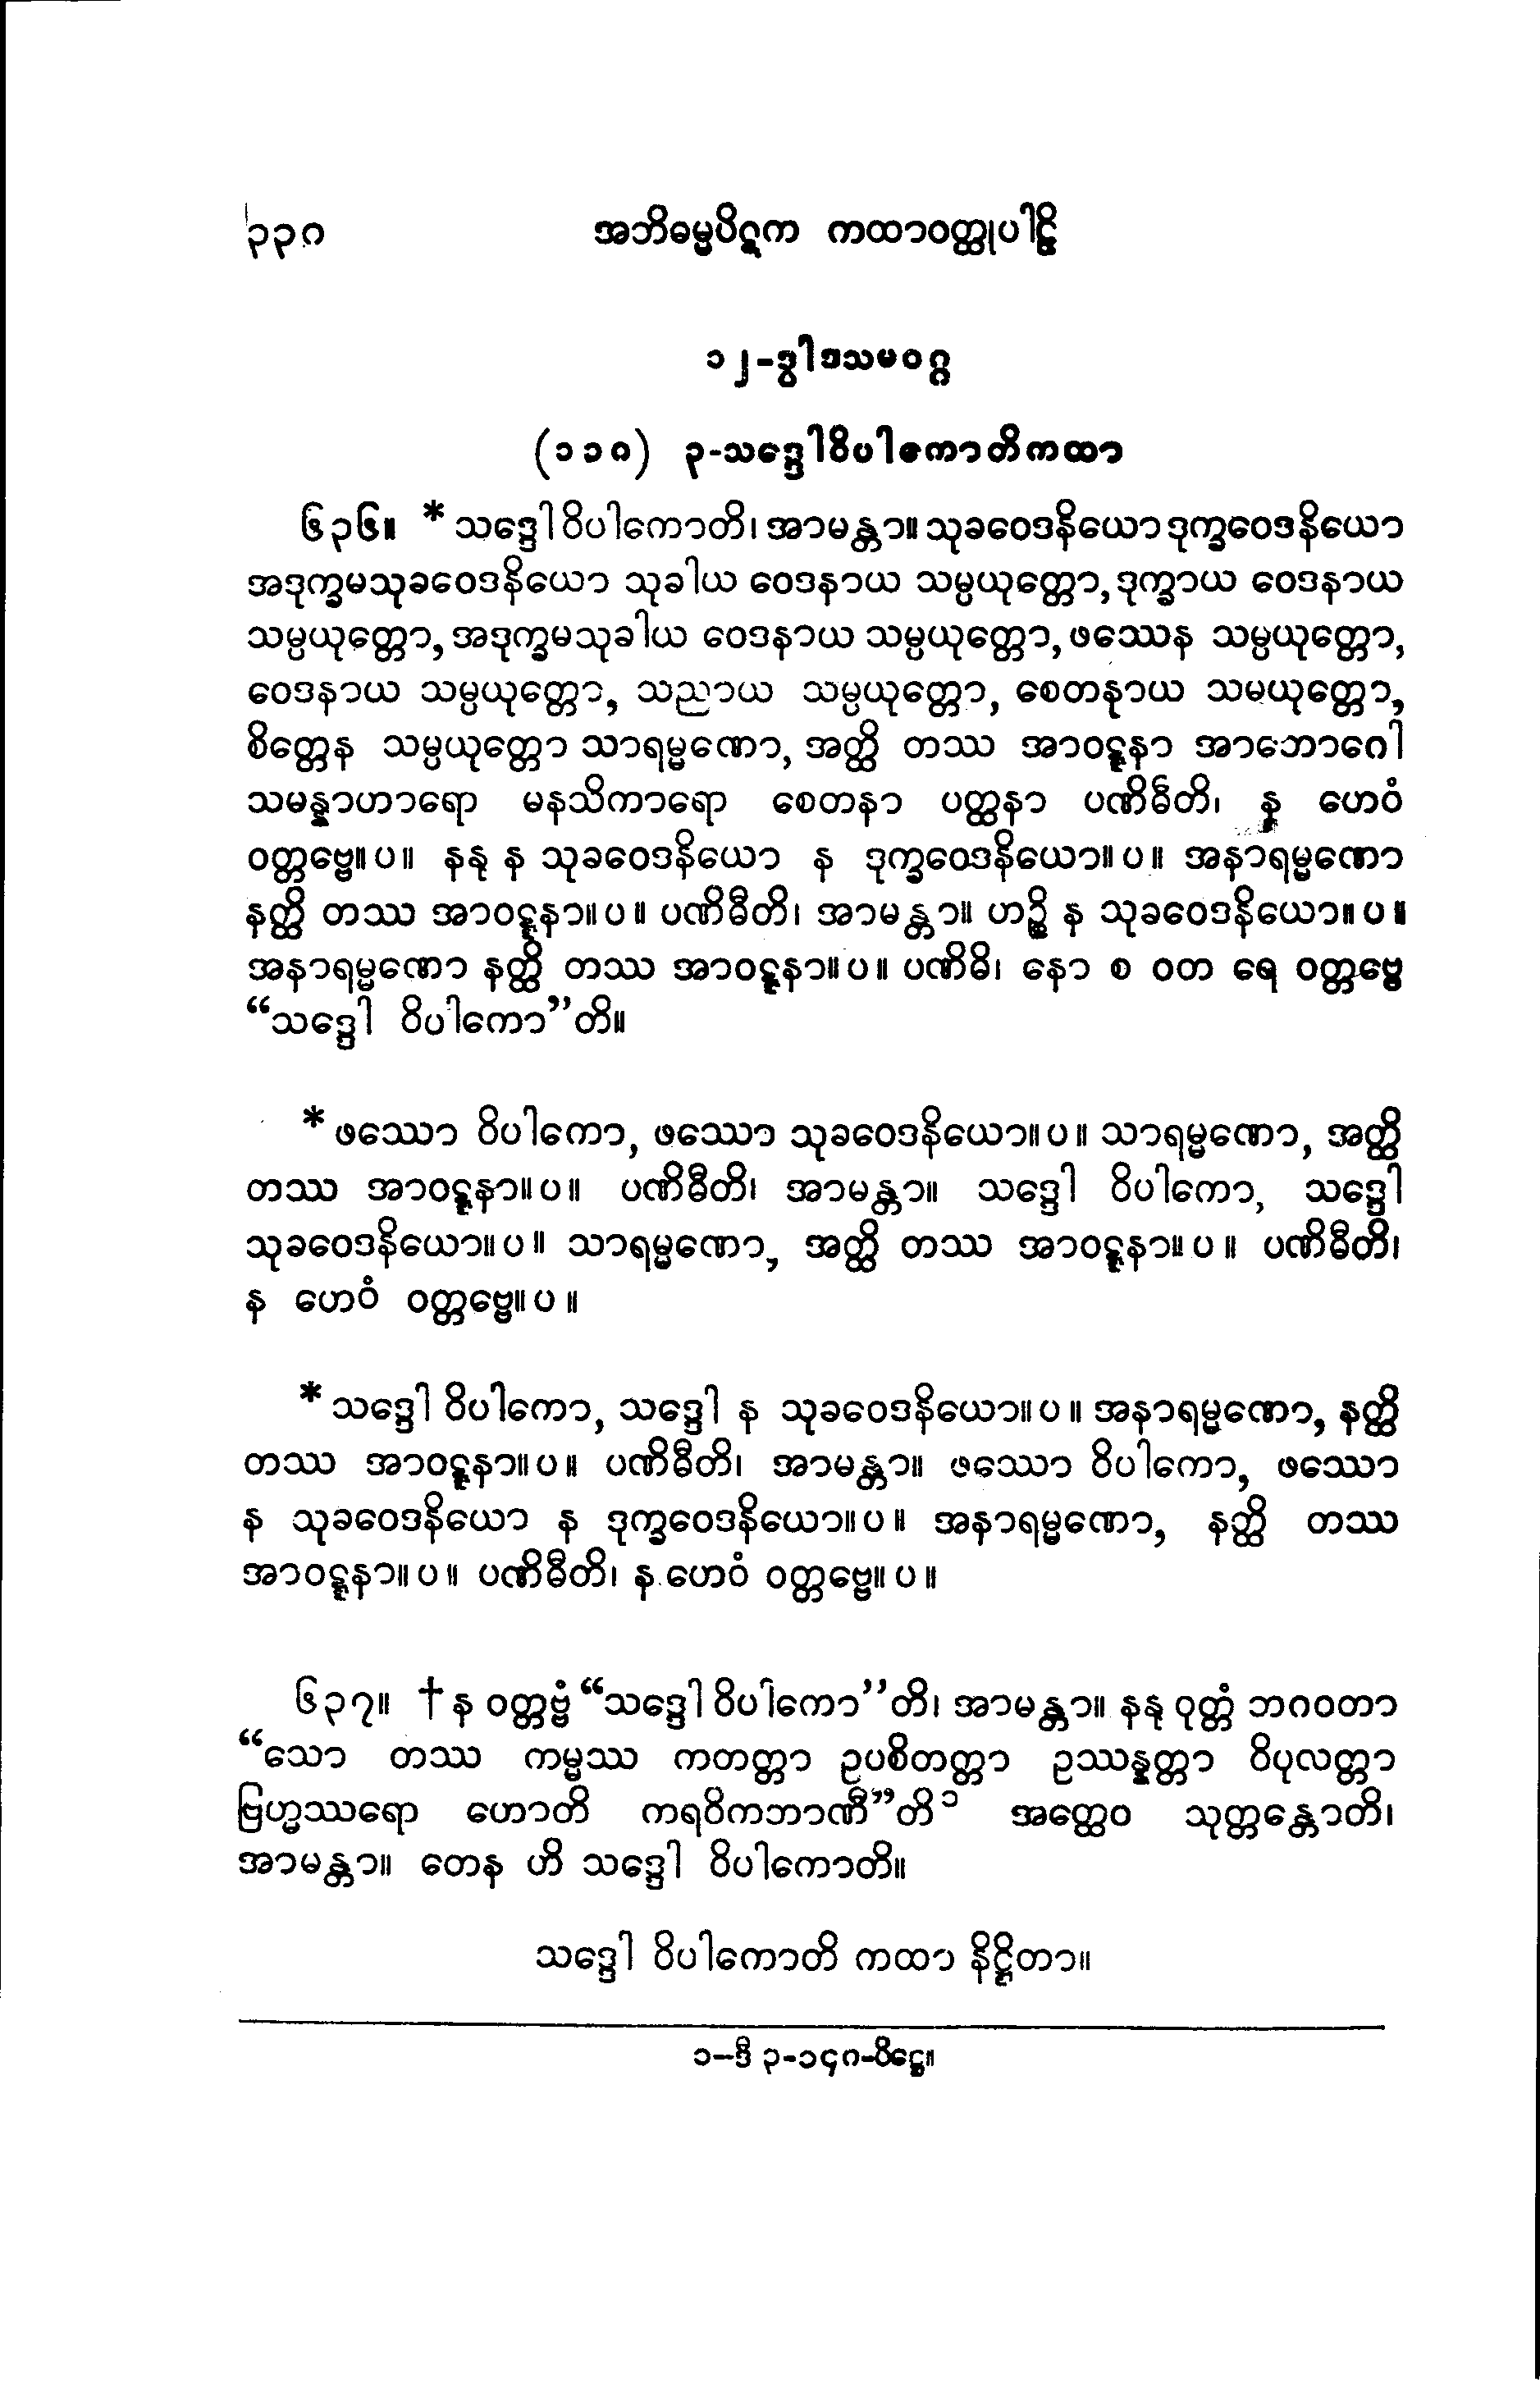 ၃၃၈ အဘိဓမ္မပိဋက ကထာဝတ္ထုပါဠိ
၁၂-ဒွါဒသမဝဂ္ဂ
(၁၁၈) ၃-သဒ္ဒေါဝိပါကောတိကထာ
၆၃၆။ * သဒ္ဒေါ ဝိပါကောတိ၊ အာမန္တာ။ သုခဝေဒနိယော ဒုက္ခဝေဒနိယော
အဒုက္ခမသုခဝေဒနိယော သုခါယ ဝေဒနာယ သမ္ပယုတ္တော, ဒုက္ခာယ ဝေဒနာယ
သမ္ပယုတ္တော, အဒုက္ခမသုခါယ ဝေဒနာယ သမ္ပယုတ္တော, ဖဿေန သမ္ပယုတ္တော,
ဝေဒနာယ သမ္ပယုတ္တော, သညာယ သမ္ပယုတ္တော, စေတနာယ သမ္ပယုတ္တော,
စိတ္တေန သမ္ပယုတ္တော သာရမ္မဏော, အတ္ထိ တဿ အာဝဋ္ဋနာ အာဘောဂေါ
သမန္နာဟာရော မနသိကာရော စေတနာ ပတ္ထနာ ပဏိဓီတိ၊ န ဟေဝံ
ဝတ္တဗ္ဗေ။ပ။ နနု န သုခဝေဒနိယော န ဒုက္ခဝေဒနိယော။ပ။ အနာရမ္မဏော
နတ္ထိ တဿ အာဝဋ္ဋနာ။ပ။ ပဏိဓီတိ၊ အာမန္တာ။ ဟဉ္စိ န သုခဝေဒနိယော။ပ။
အနာရမ္မဏော နတ္ထိ တဿ အာဝဋ္ဋနာ။ပ။ ပဏိဓိ၊ နော စ ဝတ ရေ ဝတ္တဗ္ဗေ
“သဒ္ဒေါ ဝိပါကော”တိ။
* ဖဿော ဝိပါကော, ဖဿော သုခဝေဒနိယော။ပ။ သာရမ္မဏော, အတ္ထိ
တဿ အာဝဋ္ဋနာ။ပ။ ပဏိဓီတိ၊ အာမန္တာ။ သဒ္ဒေါ ဝိပါကော, သဒ္ဒေါ
သုခဝေဒနိယော။ပ။ သာရမ္မဏော, အတ္ထိ တဿ အာဝဋ္ဋနာ။ပ။ ပဏိဓီတိ၊
န ဟေဝံ ဝတ္တဗ္ဗေ။ပ။
* သဒ္ဒေါ ဝိပါကော, သဒ္ဒေါ န သုခဝေဒနိယော။ပ။ အနာရမ္မဏော, နတ္ထိ
တဿ အာဝဋ္ဋနာ။ပ။ ပဏိဓီတိ၊ အာမန္တာ။ ဖဿော ဝိပါကော, ဖဿော
န သုခဝေဒနိယော န ဒုက္ခဝေဒနိယော။ပ။ အနာရမ္မဏော, နတ္ထိ တဿ
အာဝဋ္ဋနာ။ပ။ ပဏိဓီတိ၊ န ဟေဝံ ဝတ္တဗ္ဗေ။ပ။
၆၃၇။ †န ဝတ္တဗ္ဗံ “သဒ္ဒေါ ဝိပါကော”တိ၊ အာမန္တာ။ နနု ဝုတ္တံ ဘဂဝတာ
“သော တဿ ကမ္မဿ ကတတ္တာ ဥပစိတတ္တာ ဥဿန္နတ္တာ ဝိပုလတ္တာ
ဗြဟ္မဿရော ဟောတိ ကရဝိကဘာဏီ”တိ၁ အတ္ထေဝ သုတ္တန္တောတိ၊
အာမန္တာ။ တေန ဟိ သဒ္ဒေါ ဝိပါကောတိ။
သဒ္ဒေါ ဝိပါကောတိ ကထာ နိဋ္ဌိတာ။
၁–ဒီ ၃-၁၄၈-ပိဋ္ဌေ။